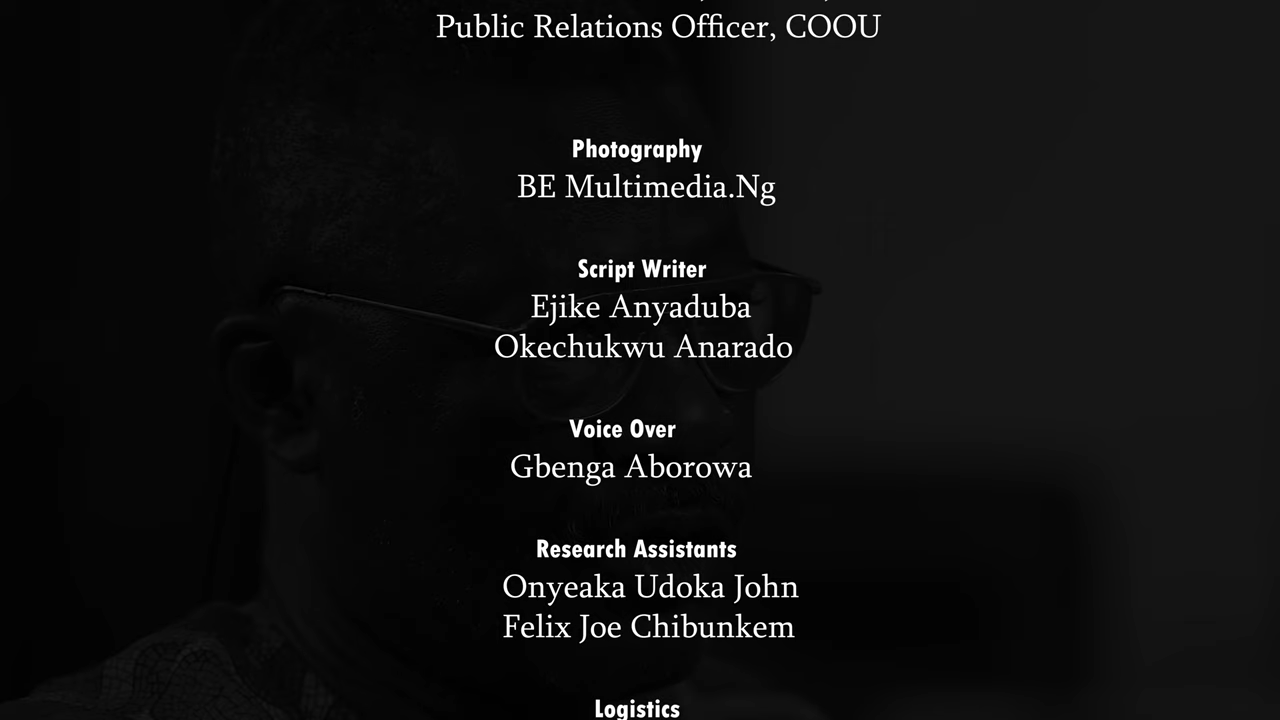 Public Relations Officer, COOU
Photography
BE Multimedia.Ng
Script Writer
Ejike Anyaduba
Okechukwu Anarado
Voice Over
Gbenga Aborowa
Research Assistants
Onyeaka Udoka John
Felix Joe Chibunkem
Logistics